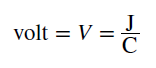 volt = V = J/C